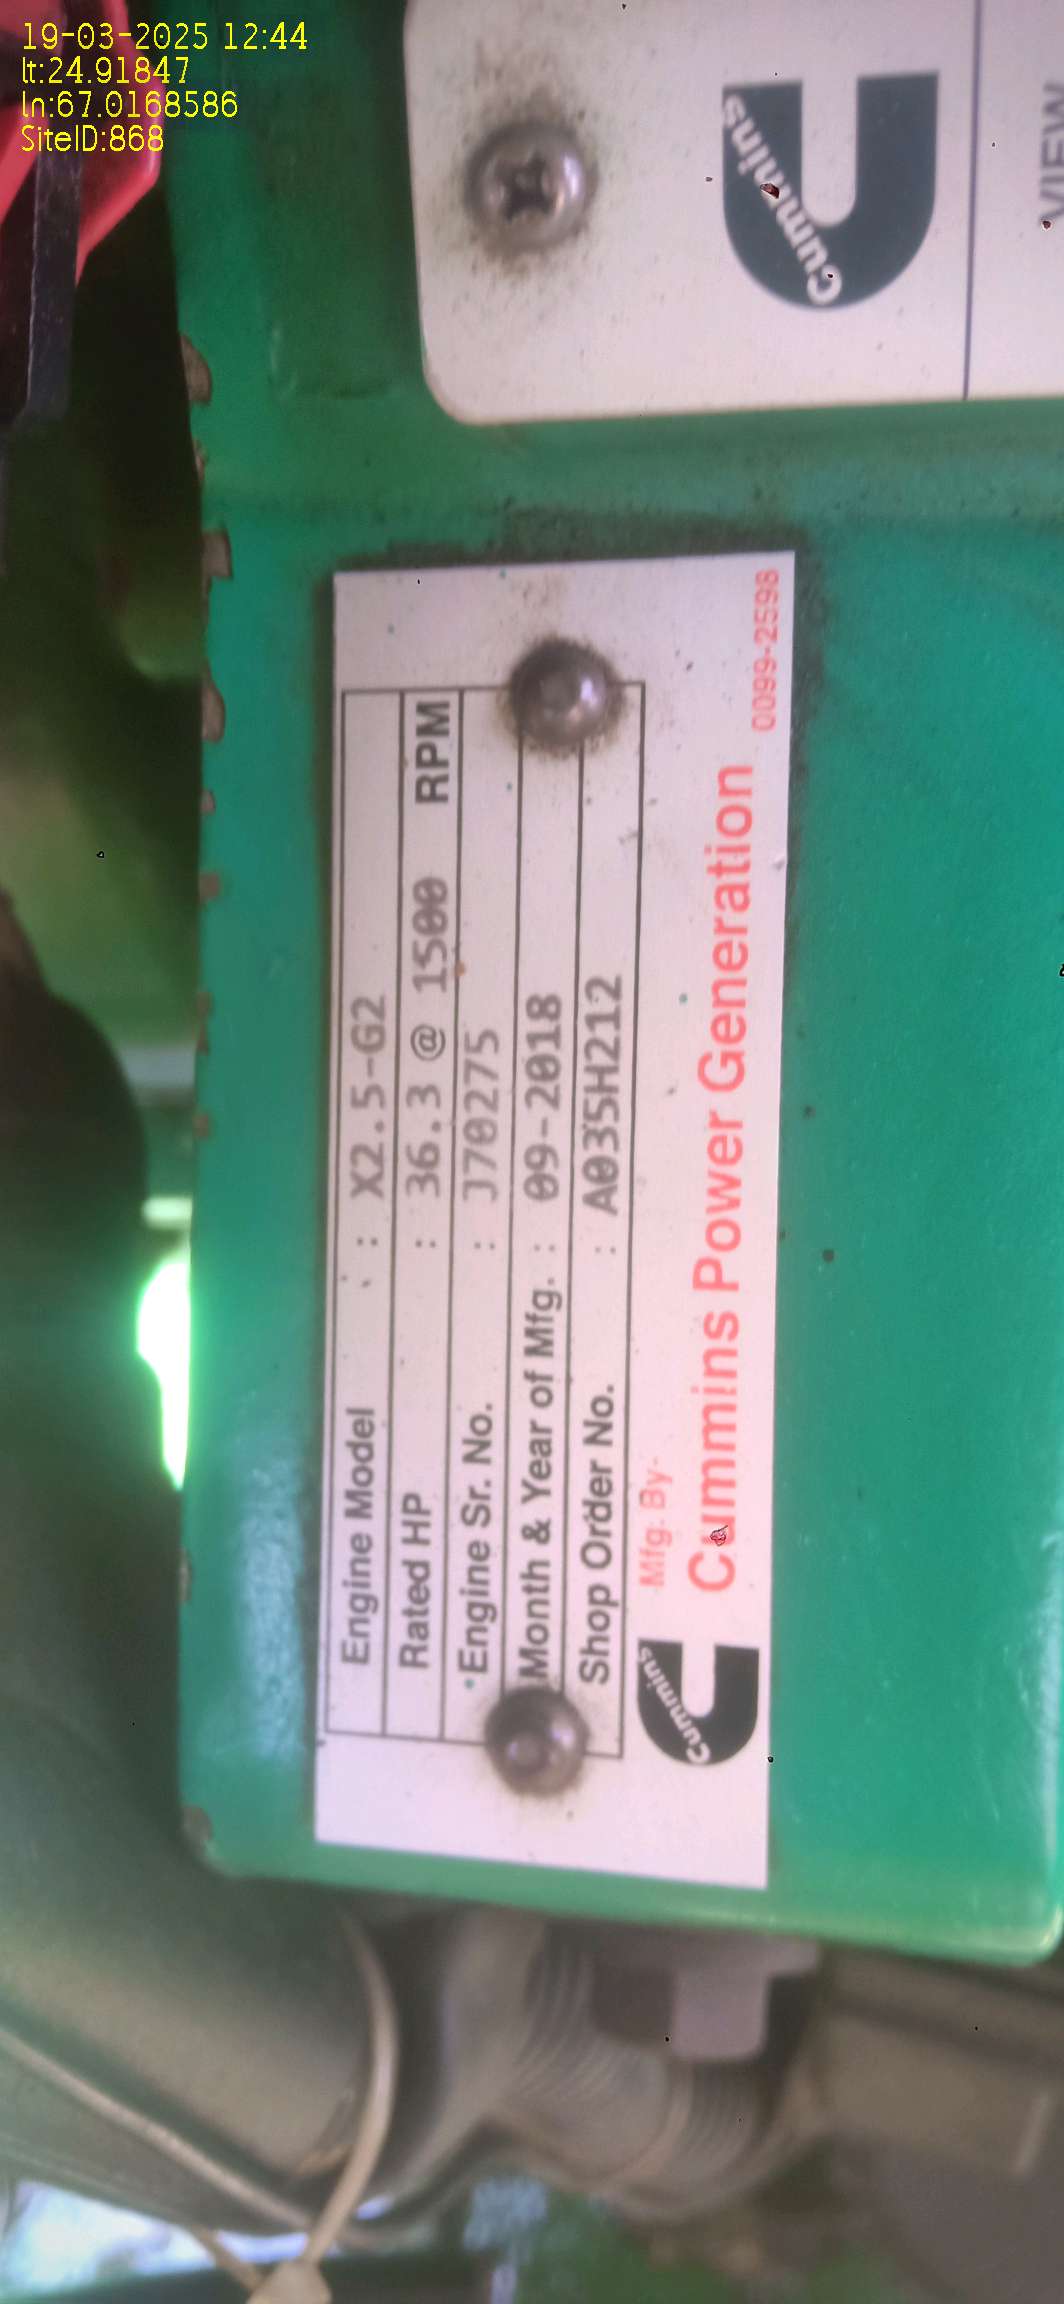 19-03-2025 12:44
lt:24.91847
ln:67.0168586
SiteID:868
Cummins
VIEW
Engine Model : X2.5-G2
Rated HP : 36.3 @ 1500 RPM
Engine Sr. No. : J70275
Month & Year of Mfg. : 09-2018
Shop Order No. : A035H212
Mfg. By-
Cummins
Cummins Power Generation
0099-2598